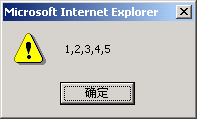 Microsoft Internet Explorer
1,2,3,4,5
确定